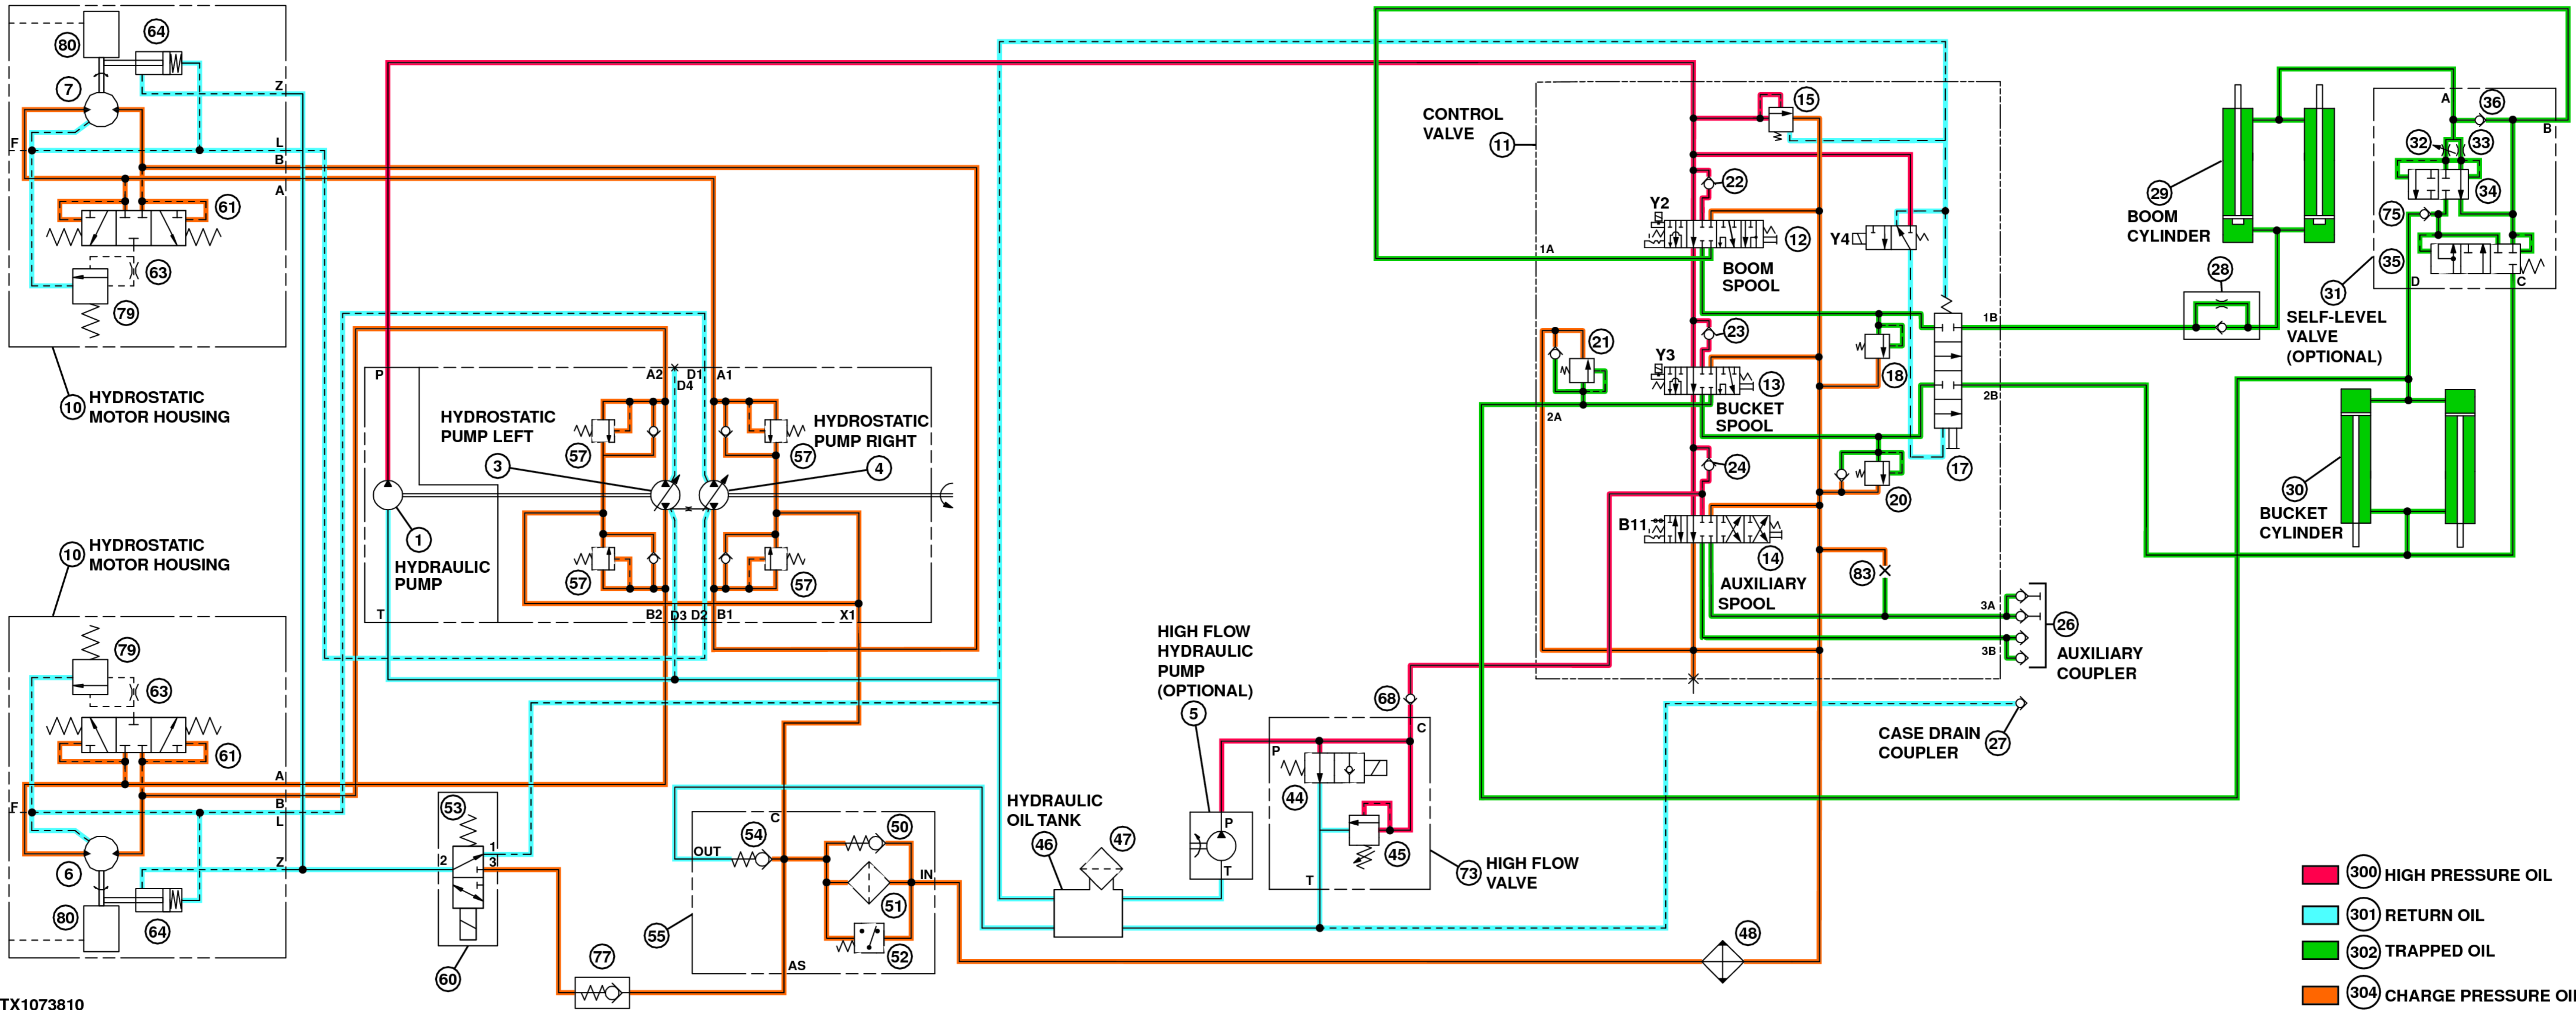 80
64
7
Z
F
L
B
A
61
63
79
10
HYDROSTATIC
MOTOR HOUSING
10
HYDROSTATIC
MOTOR HOUSING
79
63
61
A
B
F
L
6
Z
80
64
TX1073810
P
A2
D1
A1
D4
HYDROSTATIC
PUMP LEFT
3
57
HYDROSTATIC
PUMP RIGHT
57
4
1
HYDRAULIC
PUMP
57
57
T
B2
D3
D2
B1
X1
53
1
2
3
60
77
C
54
50
OUT
IN
51
55
52
AS
HYDRAULIC
OIL TANK
46
47
HIGH FLOW
HYDRAULIC
PUMP
(OPTIONAL)
5
P
T
68
C
P
44
45
T
73
HIGH FLOW
VALVE
48
CONTROL
VALVE
11
15
22
Y2
12
Y4
1A
BOOM
SPOOL
23
21
Y3
13
18
1B
2B
2A
BUCKET
SPOOL
24
17
20
B11
14
83
AUXILIARY
SPOOL
3A
3B
26
AUXILIARY
COUPLER
CASE DRAIN
COUPLER
27
29
BOOM
CYLINDER
28
A
36
B
32
33
34
75
35
D
C
31
SELF-LEVEL
VALVE
(OPTIONAL)
30
BUCKET
CYLINDER
300 HIGH PRESSURE OIL
301 RETURN OIL
302 TRAPPED OIL
304 CHARGE PRESSURE OIL